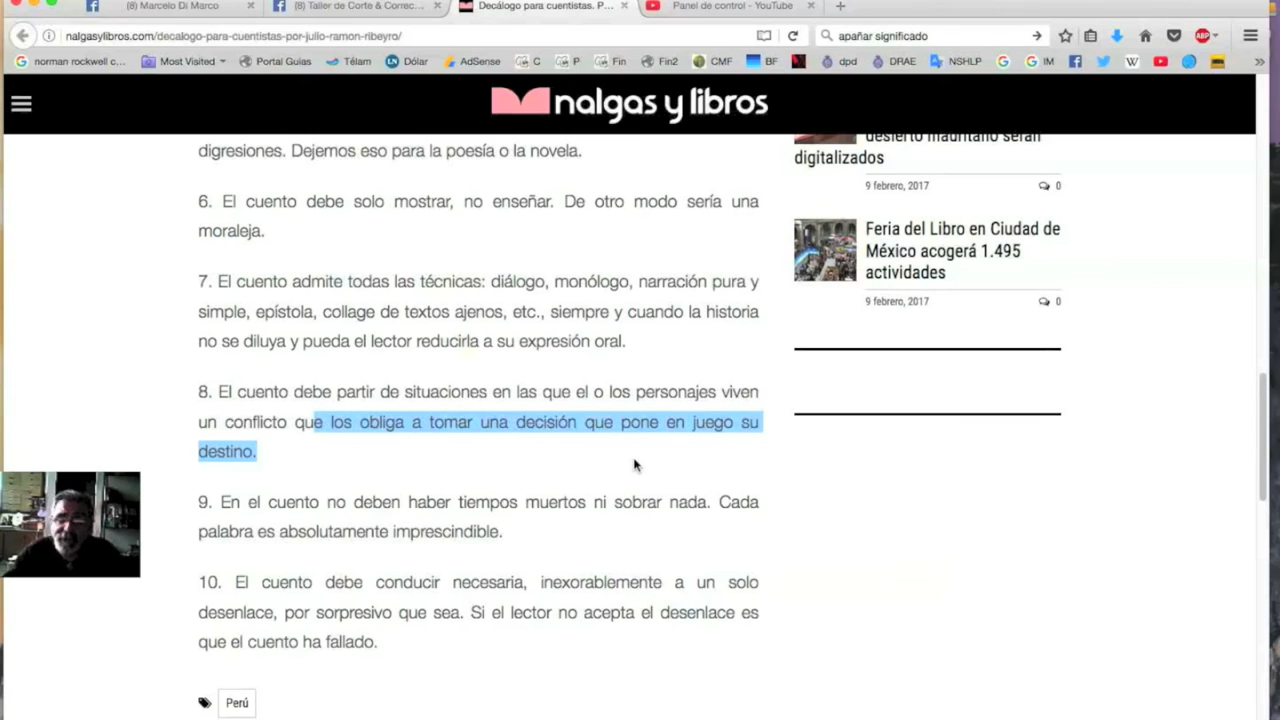 (8) Marcelo Di Marco
(8) Taller de Corte & Correc...
Decálogo para cuentistas. P...
Panel de control - YouTube
nalgasylibros.com/decalogo-para-cuentistas-por-julio-ramon-ribeyro/
apañar significado
ABP
norman rockwell c...
Most Visited
Portal Guias
Télam
Dólar
AdSense
C
P
Fin
Fin2
CMF
BF
dpd
DRAE
NSHLP
IM
nalgas y libros
digresiones. Dejemos eso para la poesía o la novela.
6. El cuento debe solo mostrar, no enseñar. De otro modo sería una
moraleja.
7. El cuento admite todas las técnicas: diálogo, monólogo, narración pura y
simple, epístola, collage de textos ajenos, etc., siempre y cuando la historia
no se diluya y pueda el lector reducirla a su expresión oral.
8. El cuento debe partir de situaciones en las que el o los personajes viven
un conflicto que los obliga a tomar una decisión que pone en juego su
destino.
9. En el cuento no deben haber tiempos muertos ni sobrar nada. Cada
palabra es absolutamente imprescindible.
10. El cuento debe conducir necesaria, inexorablemente a un solo
desenlace, por sorpresivo que sea. Si el lector no acepta el desenlace es
que el cuento ha fallado.
Perú
desierto mauritano serán
digitalizados
9 febrero, 2017
0
Feria del Libro en Ciudad de
México acogerá 1.495
actividades
9 febrero, 2017
0